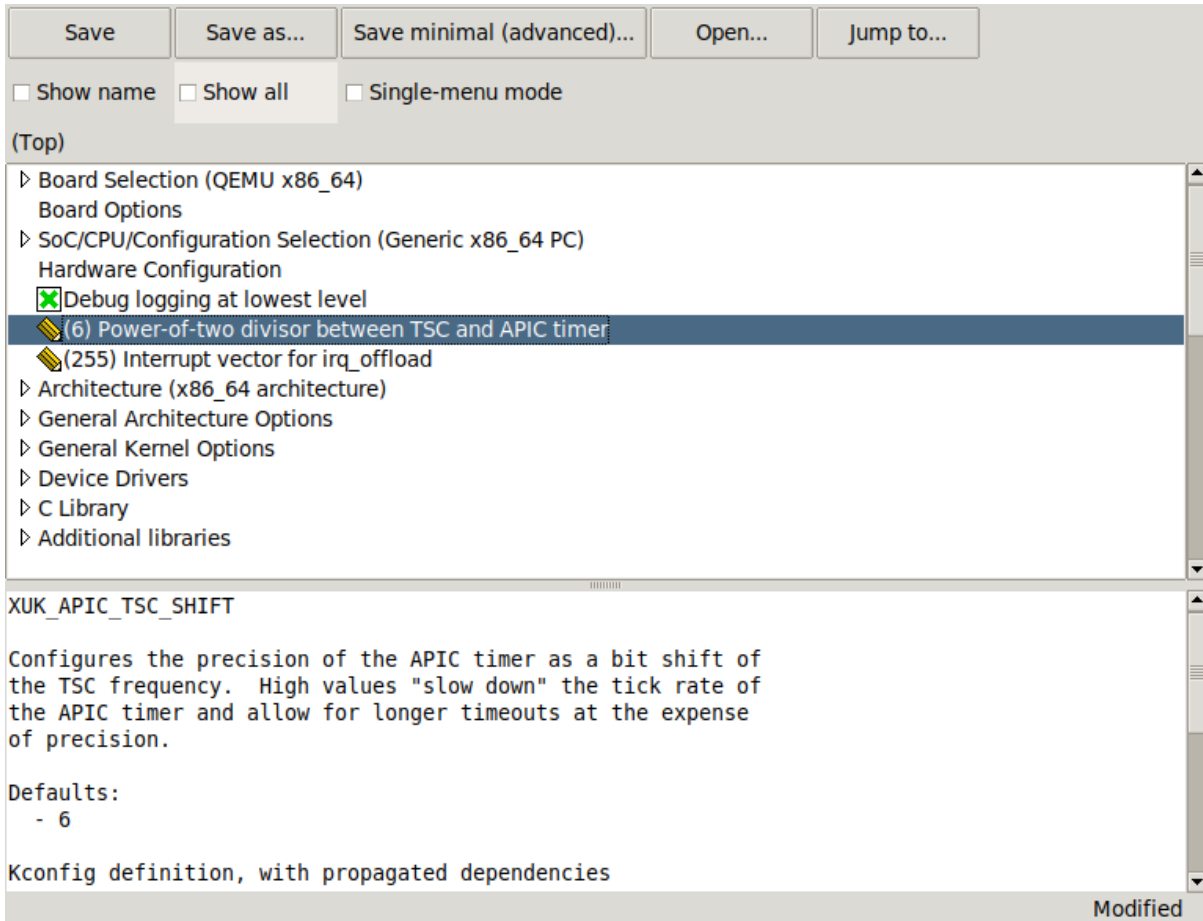 Save Save as... Save minimal (advanced)... Open... Jump to...
Show name Show all Single-menu mode
(Top)
Board Selection (QEMU x86_64)
Board Options
SoC/CPU/Configuration Selection (Generic x86_64 PC)
Hardware Configuration
Debug logging at lowest level
(6) Power-of-two divisor between TSC and APIC timer
(255) Interrupt vector for irq_offload
Architecture (x86_64 architecture)
General Architecture Options
General Kernel Options
Device Drivers
C Library
Additional libraries
XUK_APIC_TSC_SHIFT
Configures the precision of the APIC timer as a bit shift of
the TSC frequency.  High values "slow down" the tick rate of
the APIC timer and allow for longer timeouts at the expense
of precision.
Defaults:
  - 6
Kconfig definition, with propagated dependencies
Modified